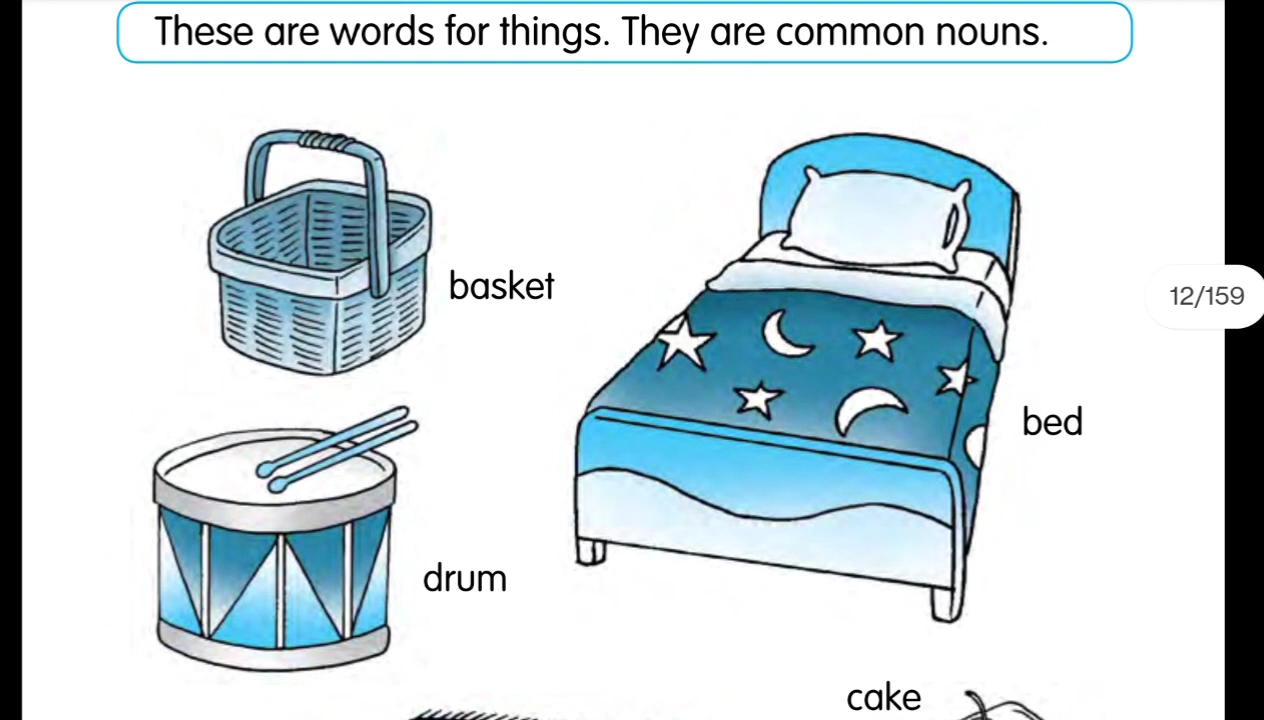 These are words for things. They are common nouns.
basket
12/159
bed
drum
cake